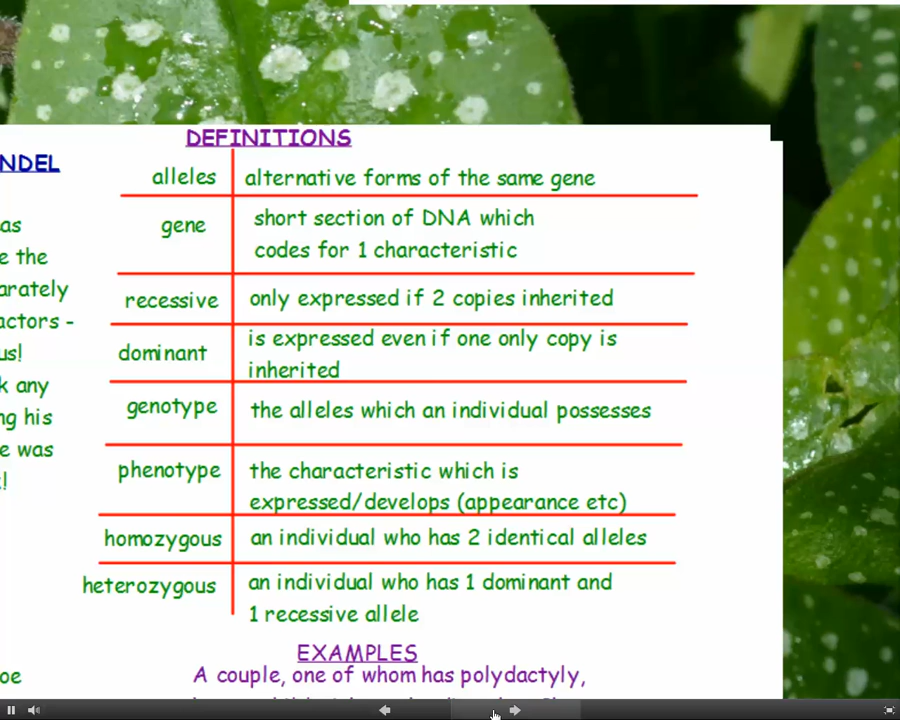 DEFINITIONS
NDEL
alleles alternative forms of the same gene
as
gene short section of DNA which
codes for 1 characteristic
e the
arately
recessive only expressed if 2 copies inherited
actors -
us!
dominant is expressed even if one only copy is
inherited
k any
genotype the alleles which an individual possesses
ng his
e was
phenotype the characteristic which is
expressed/develops (appearance etc)
!
homozygous an individual who has 2 identical alleles
heterozygous an individual who has 1 dominant and
1 recessive allele
EXAMPLES
oe
A couple, one of whom has polydactyly,